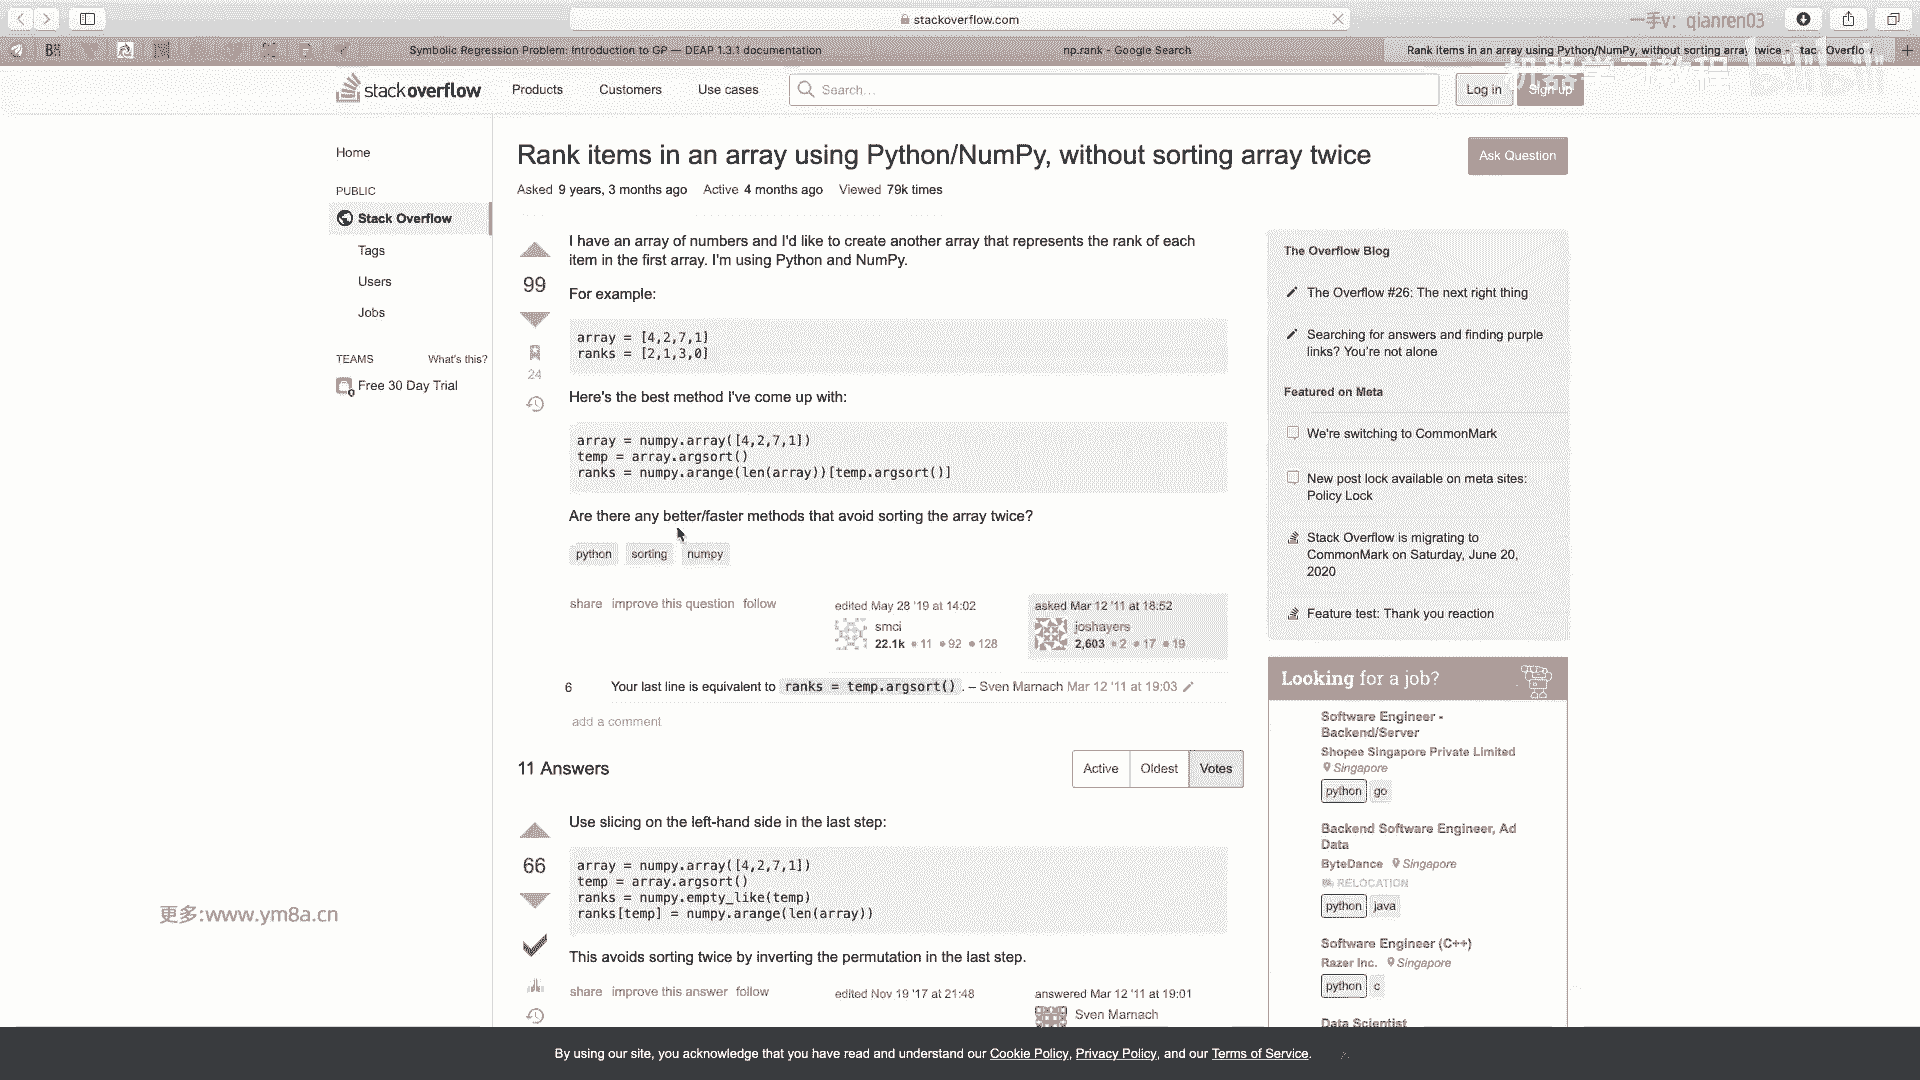 stackoverflow.com
一手v：qianren03
Symbolic Regression Problem: Introduction to GP — DEAP 1.3.1 documentation
np.rank - Google Search
Rank items in an array using Python/NumPy, without sorting array twice - Stack Overflow
机器学习教程 bilibili
stackoverflow
Products
Customers
Use cases
Search…
Log in
Sign up
Home
PUBLIC
Stack Overflow
Tags
Users
Jobs
TEAMS
What's this?
Free 30 Day Trial
Rank items in an array using Python/NumPy, without sorting array twice
Ask Question
Asked 9 years, 3 months ago Active 4 months ago Viewed 79k times
99
24
I have an array of numbers and I'd like to create another array that represents the rank of each
item in the first array. I'm using Python and NumPy.
For example:
array = [4,2,7,1]
ranks = [2,1,3,0]
Here's the best method I've come up with:
array = numpy.array([4,2,7,1])
temp = array.argsort()
ranks = numpy.arange(len(array))[temp.argsort()]
Are there any better/faster methods that avoid sorting the array twice?
python sorting numpy
share improve this question follow
edited May 28 '19 at 14:02
smci
22.1k 11 92 128
asked Mar 12 '11 at 18:52
joshayers
2,603 2 17 19
6
Your last line is equivalent to ranks = temp.argsort() . – Sven Marnach Mar 12 '11 at 19:03
add a comment
11 Answers
Active Oldest Votes
66
Use slicing on the left-hand side in the last step:
array = numpy.array([4,2,7,1])
temp = array.argsort()
ranks = numpy.empty_like(temp)
ranks[temp] = numpy.arange(len(array))
This avoids sorting twice by inverting the permutation in the last step.
share improve this answer follow
edited Nov 19 '17 at 21:48
answered Mar 12 '11 at 19:01
Sven Marnach
The Overflow Blog
The Overflow #26: The next right thing
Searching for answers and finding purple
links? You're not alone
Featured on Meta
We're switching to CommonMark
New post lock available on meta sites:
Policy Lock
Stack Overflow is migrating to
CommonMark on Saturday, June 20,
2020
Feature test: Thank you reaction
Looking for a job?
Software Engineer -
Backend/Server
Shopee Singapore Private Limited
Singapore
python go
Backend Software Engineer, Ad
Data
ByteDance Singapore
RELOCATION
python java
Software Engineer (C++)
Razer Inc. Singapore
python c
Data Scientist
更多:www.ym8a.cn
By using our site, you acknowledge that you have read and understand our Cookie Policy, Privacy Policy, and our Terms of Service.